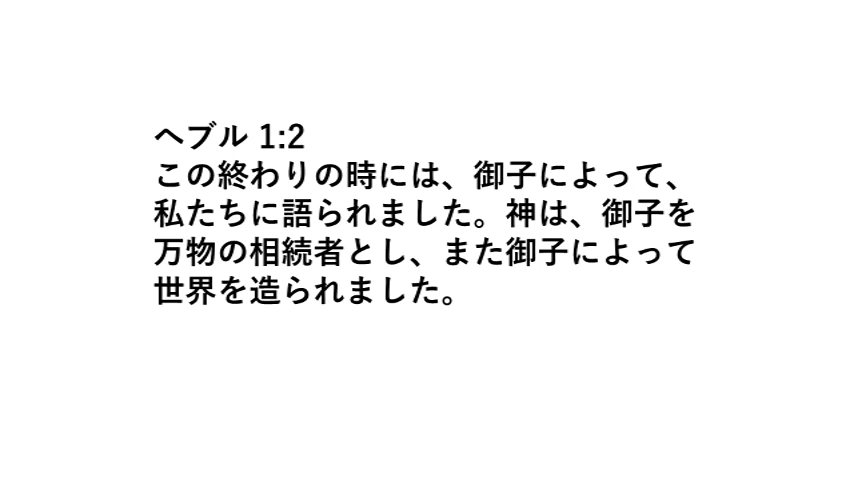 ヘブル 1:2
この終わりの時には、御子によって、
私たちに語られました。神は、御子を
万物の相続者とし、また御子によって
世界を造られました。